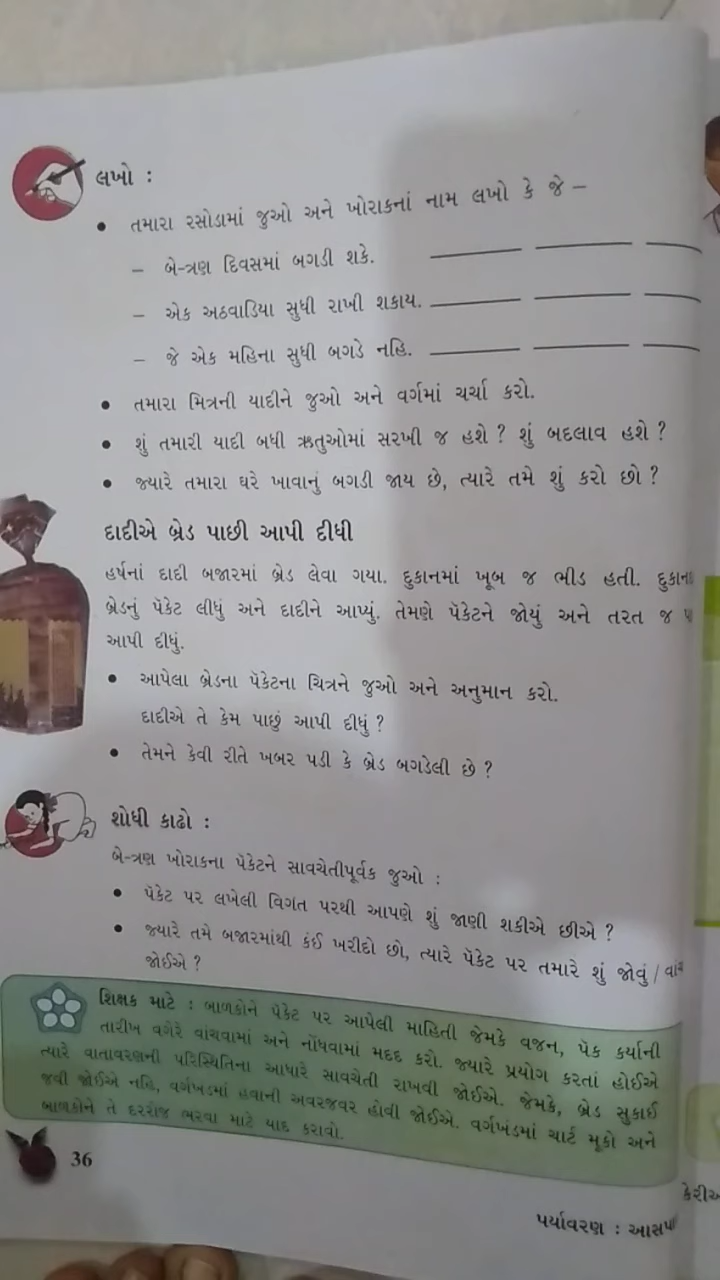 લખો :
• તમારા રસોડામાં જુઓ અને ખોરાકનાં નામ લખો કે જે –
– બે-ત્રણ દિવસમાં બગડી શકે.
– એક અઠવાડિયા સુધી રાખી શકાય.
– જે એક મહિના સુધી બગડે નહિ.
• તમારા મિત્રની યાદીને જુઓ અને વર્ગમાં ચર્ચા કરો.
• શું તમારી યાદી બધી ઋતુઓમાં સરખી જ હશે ? શું બદલાવ હશે ?
• જ્યારે તમારા ઘરે ખાવાનું બગડી જાય છે, ત્યારે તમે શું કરો છો ?
દાદીએ બ્રેડ પાછી આપી દીધી
હર્ષનાં દાદી બજારમાં બ્રેડ લેવા ગયા. દુકાનમાં ખૂબ જ ભીડ હતી.
બ્રેડનું પૅકેટ લીધું અને દાદીને આપ્યું. તેમણે પૅકેટને જોયું અને તરત જ
આપી દીધું.
• આપેલા બ્રેડના પૅકેટના ચિત્રને જુઓ અને અનુમાન કરો.
દાદીએ તે કેમ પાછું આપી દીધું ?
• તેમને કેવી રીતે ખબર પડી કે બ્રેડ બગડેલી છે ?
શોધી કાઢો :
બે-ત્રણ ખોરાકના પૅકેટને સાવચેતીપૂર્વક જુઓ :
• પૅકેટ પર લખેલી વિગત પરથી આપણે શું જાણી શકીએ છીએ ?
• જ્યારે તમે બજારમાંથી કંઈ ખરીદો છો, ત્યારે પૅકેટ પર તમારે શું જોવું /
જોઈએ ?
શિક્ષક માટે : બાળકોને પૅકેટ પર આપેલી માહિતી જેમકે વજન, પૅક કર્યાની
તારીખ વગેરે વાંચવામાં અને નોંધવામાં મદદ કરો. જ્યારે પ્રયોગ કરતાં હોઈએ
ત્યારે વાતાવરણની પરિસ્થિતિના આધારે સાવચેતી રાખવી જોઈએ. જેમકે, બ્રેડ સુકાઈ
જવી જોઈએ નહિ, વર્ગખંડમાં હવાની અવરજવર હોવી જોઈએ. વર્ગખંડમાં ચાર્ટ મૂકો અને
બાળકોને તે દરરોજ ભરવા માટે યાદ કરાવો.
36
પર્યાવરણ :